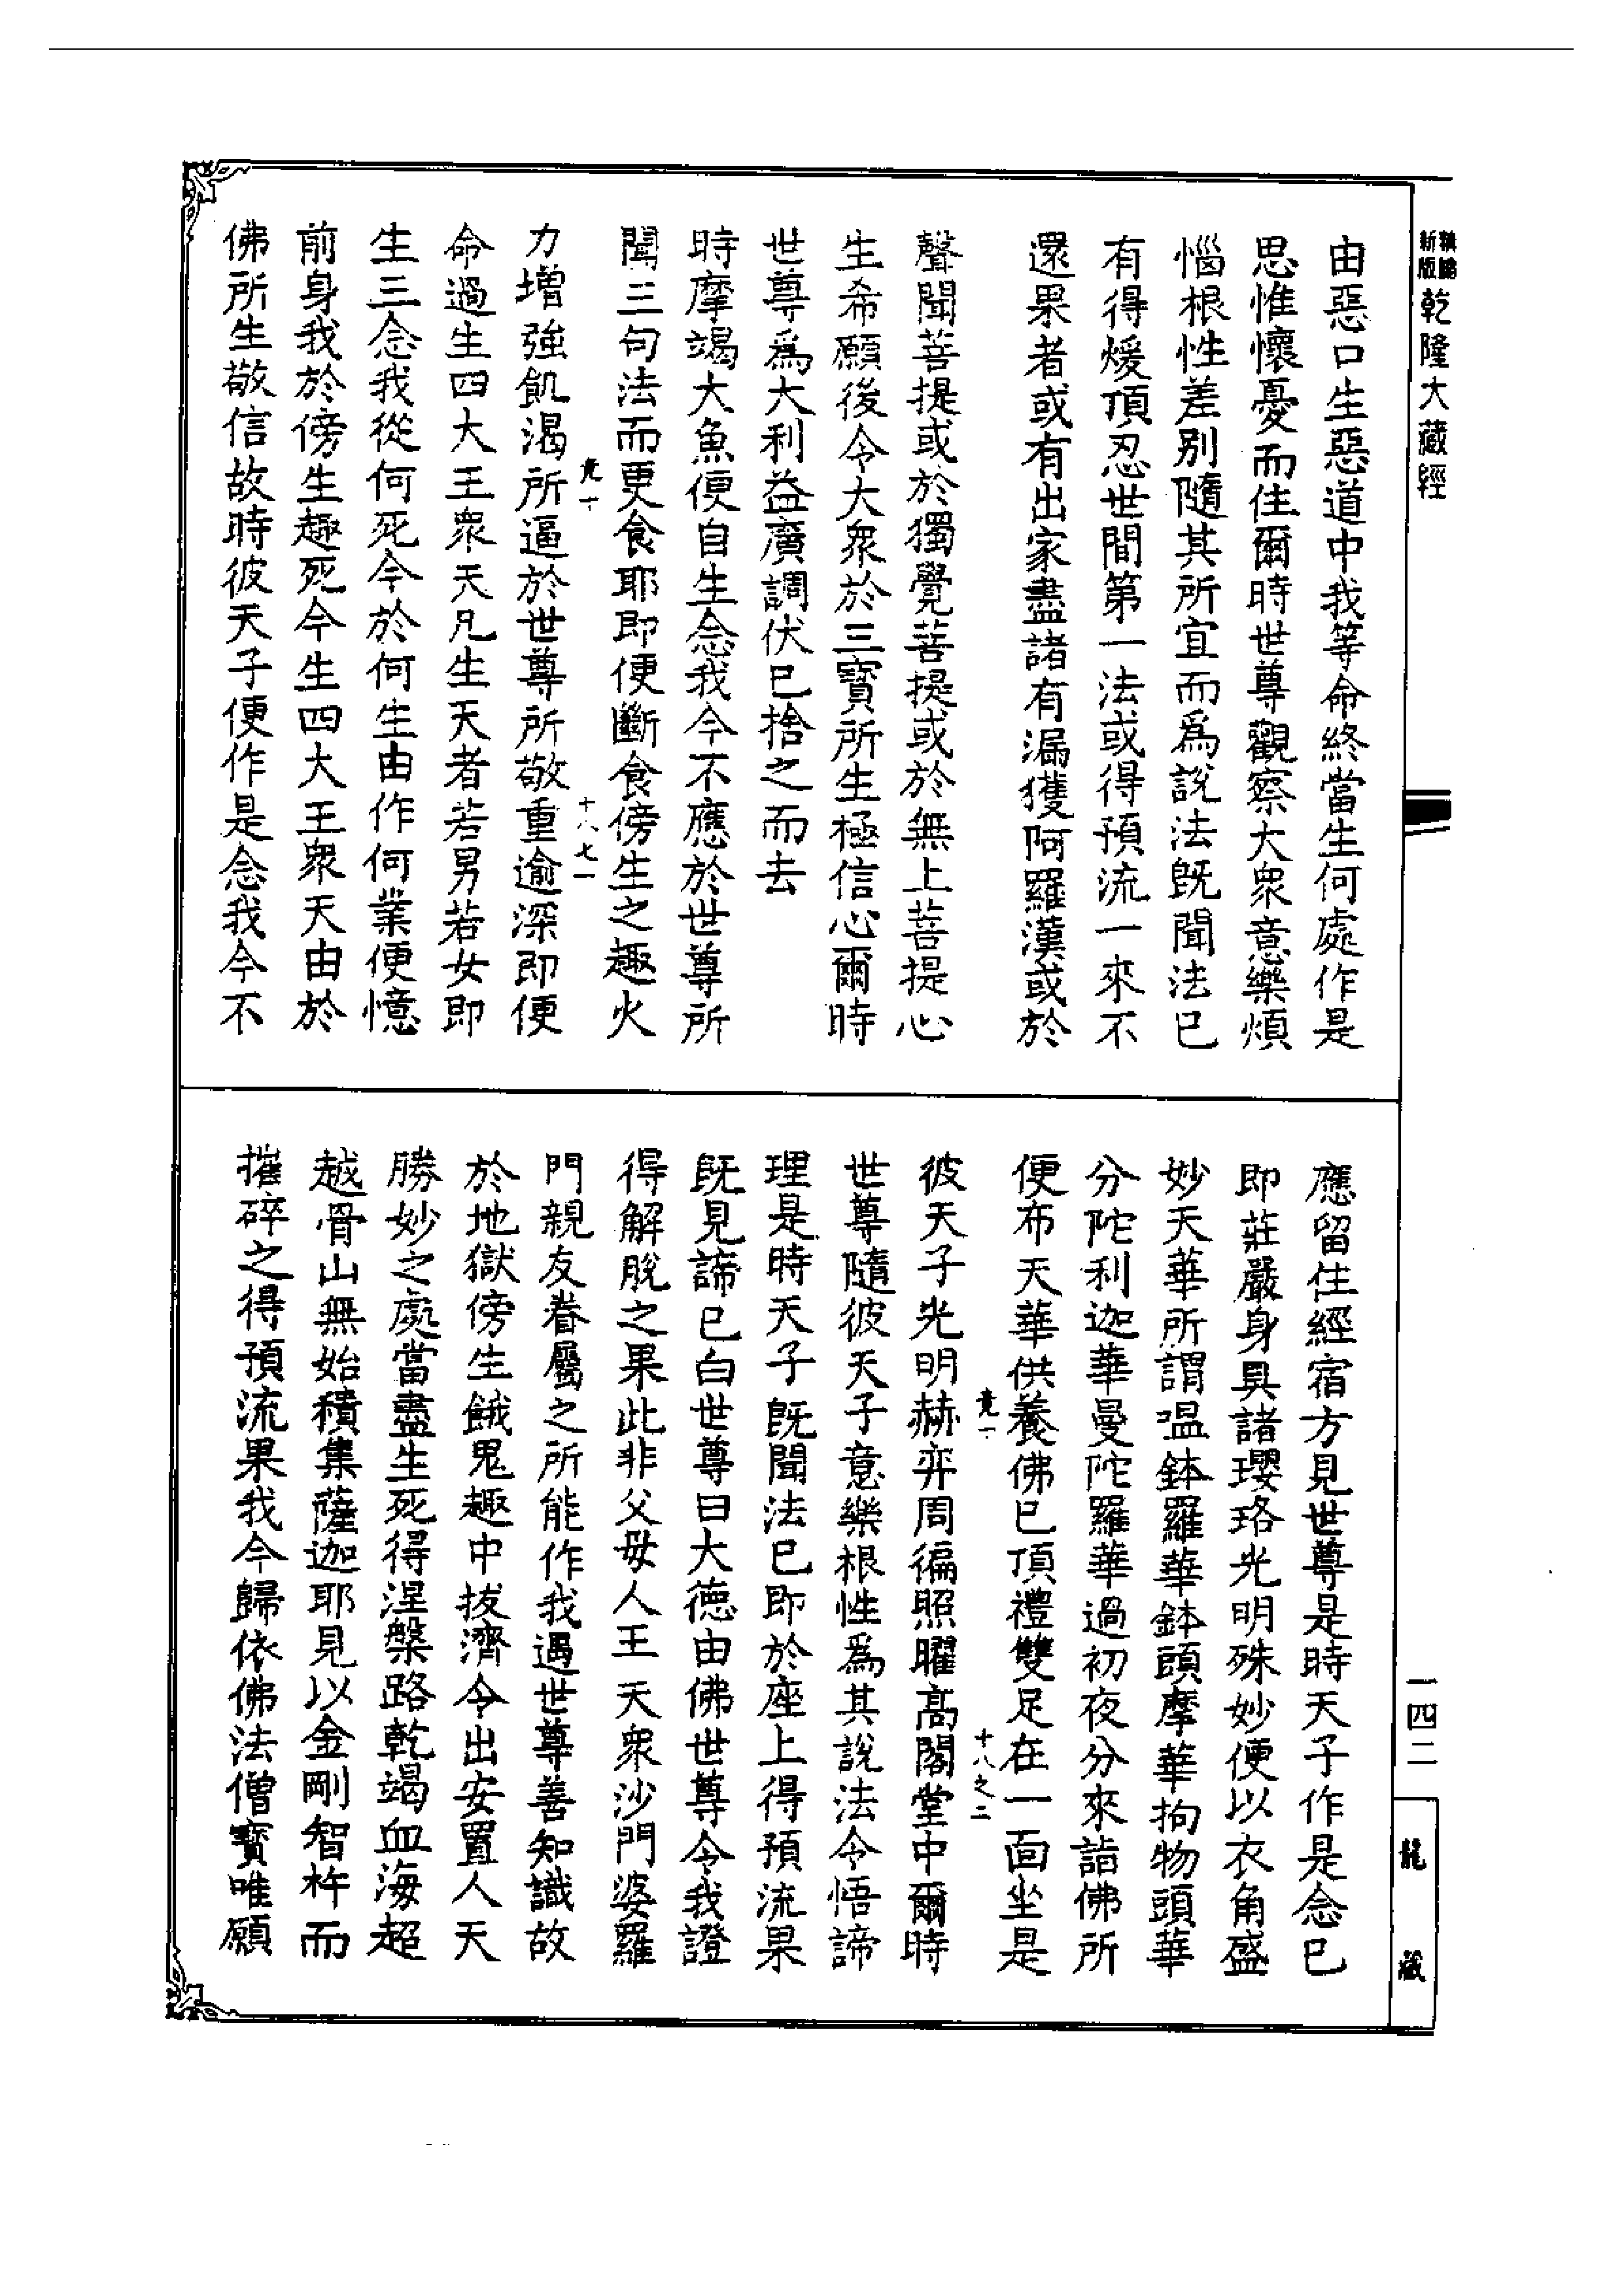 新版
乾隆大藏經
由惡口生惡道中我等命終當生何處作是
思惟懷憂而住爾時世尊觀察大衆意樂煩
惱根性差別隨其所宜而爲說法既聞法已
有得煖頂忍世間第一法或得預流一來不
還果者或有出家盡諸有漏獲阿羅漢或於
聲聞菩提或於獨覺菩提或於無上菩提心
生希願後令大衆於三寶所生極信心爾時
世尊爲大利益廣調伏已捨之而去
時摩竭大魚便自生念我今不應於世尊所
聞三句法而更食耶即便斷食傍生之趣火
力增強飢渴所逼於世尊所敬重逾深即便
命過生四大王衆天凡生天者若男若女即
生三念我從何死今於何生由作何業便憶
前身我於傍生趣死今生四大王衆天由於
佛所生敬信故時彼天子便作是念我今不
應留住經宿方見世尊是時天子作是念已
即莊嚴身具諸瓔珞光明殊妙便以衣角盛
妙天華所謂嗢鉢羅華鉢頭摩華拘物頭華
分陀利迦華曼陀羅華過初夜分來詣佛所
便布天華供養佛已頂禮雙足在一面坐是
十八之二
彼天子光明赫弈周徧照曜高閣堂中爾時
世尊隨彼天子意樂根性爲其說法令悟諦
理是時天子既聞法已即於座上得預流果
既見諦已白世尊曰大德由佛世尊令我證
得解脫之果此非父母人王天衆沙門婆羅
門親友眷屬之所能作我遇世尊善知識故
於地獄傍生餓鬼趣中拔濟令出安置人天
勝妙之處當盡生死得涅槃路乾竭血海超
越骨山無始積集薩迦耶見以金剛智杵而
摧碎之得預流果我今歸依佛法僧寶唯願
一四二
龍藏